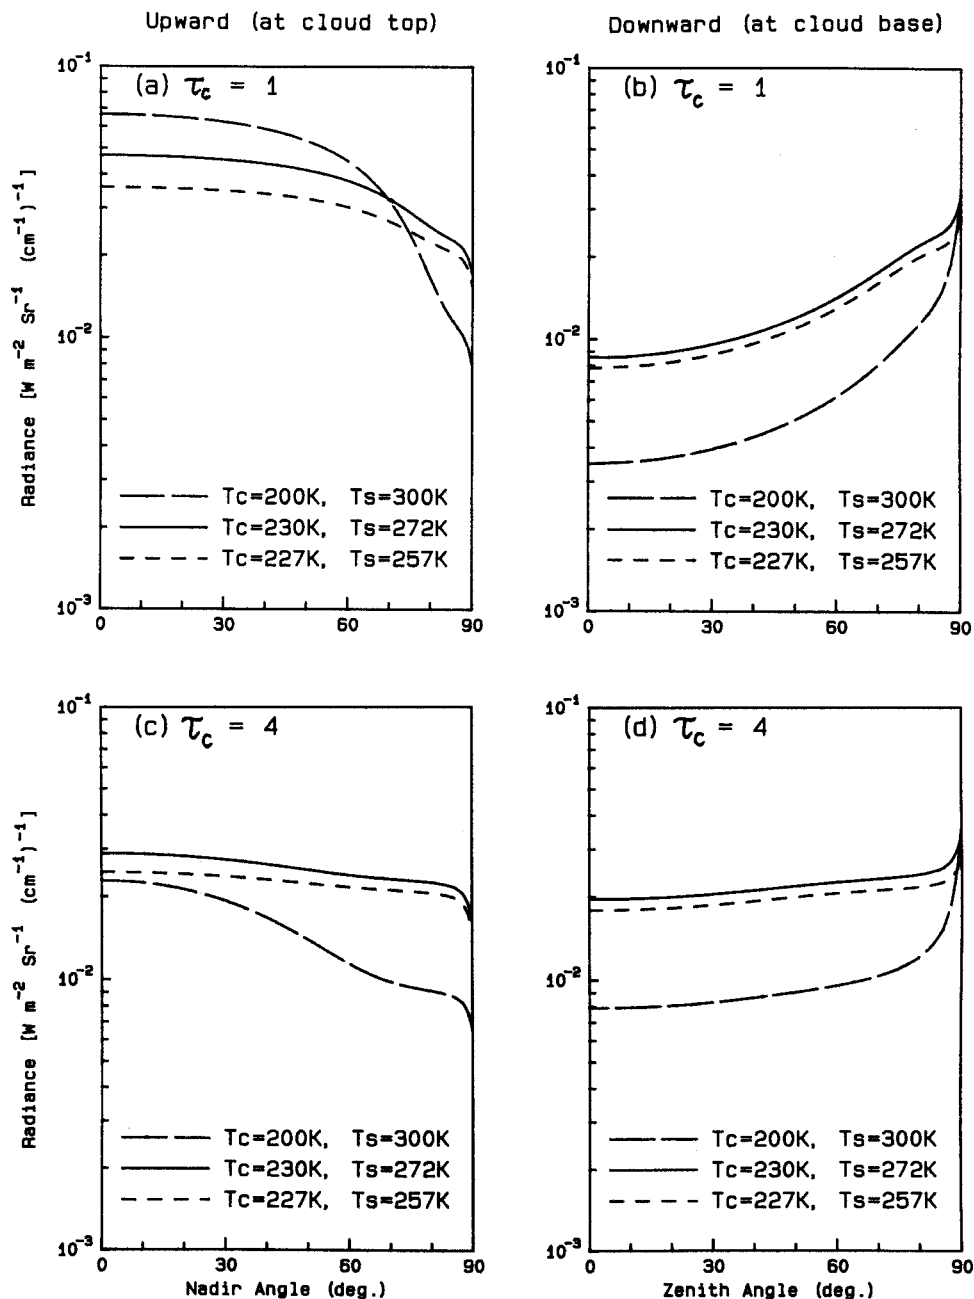 Upward (at cloud top)
Downward (at cloud base)
(a) τc = 1
(b) τc = 1
10⁻¹
10⁻²
10⁻³
Radiance [W m⁻² Sr⁻¹ (cm⁻¹)⁻¹]
Tc=200K, Ts=300K
Tc=230K, Ts=272K
Tc=227K, Ts=257K
0 30 60 90
10⁻¹
10⁻²
10⁻³
Tc=200K, Ts=300K
Tc=230K, Ts=272K
Tc=227K, Ts=257K
0 30 60 90
(c) τc = 4
(d) τc = 4
10⁻¹
10⁻²
10⁻³
Radiance [W m⁻² Sr⁻¹ (cm⁻¹)⁻¹]
Tc=200K, Ts=300K
Tc=230K, Ts=272K
Tc=227K, Ts=257K
0 30 60 90
Nadir Angle (deg.)
10⁻¹
10⁻²
10⁻³
Tc=200K, Ts=300K
Tc=230K, Ts=272K
Tc=227K, Ts=257K
0 30 60 90
Zenith Angle (deg.)